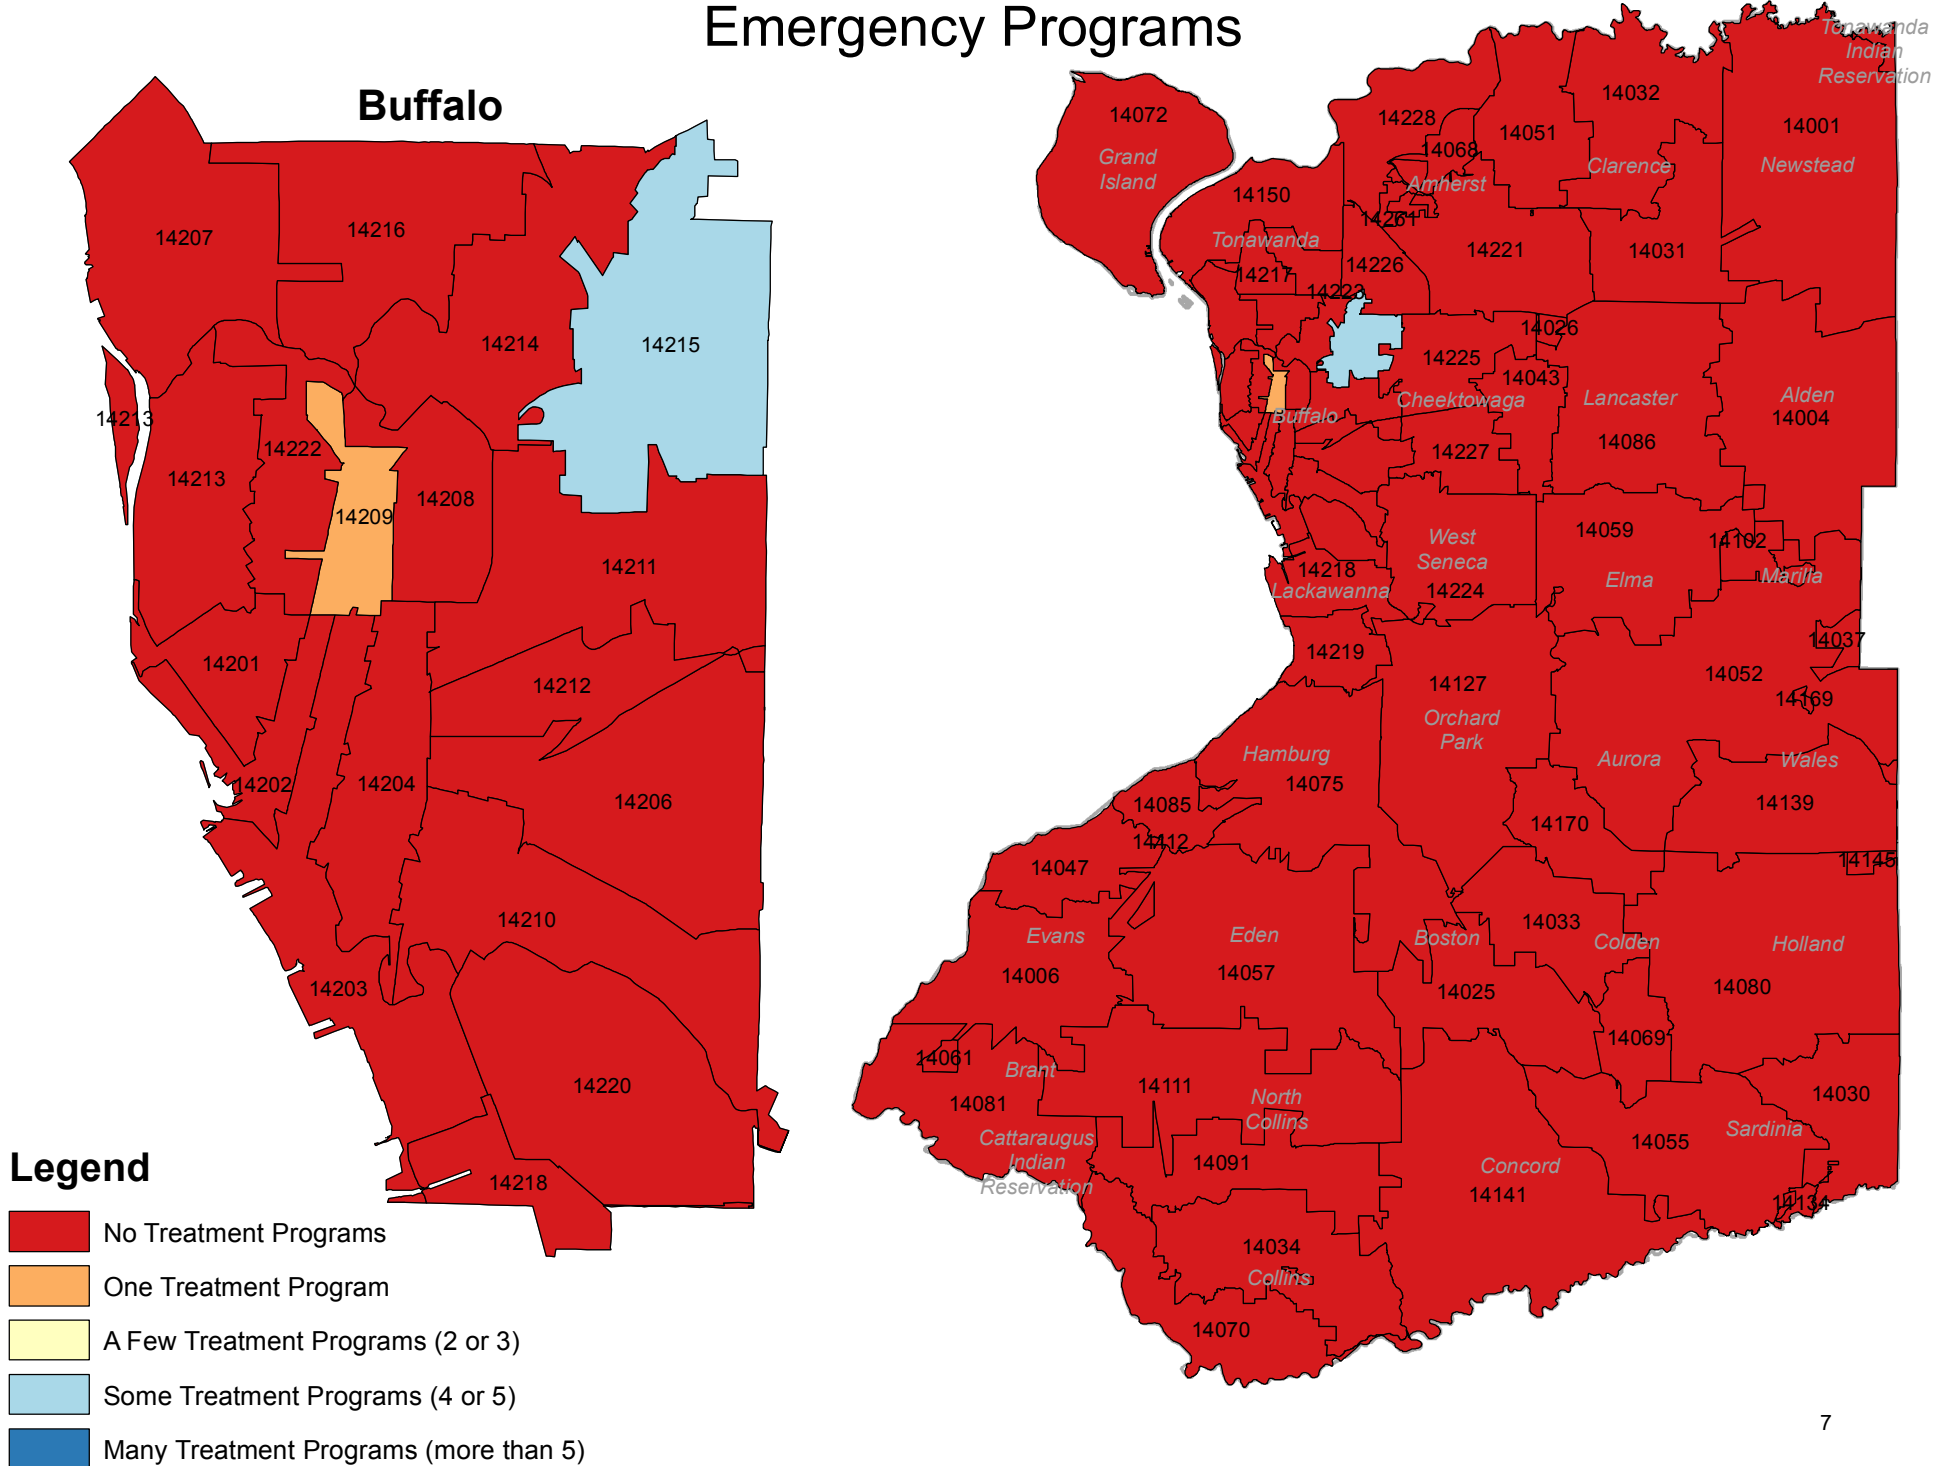 Emergency Programs
Buffalo
14207
14216
14214
14215
14213
14213
14222
14209
14208
14211
14201
14212
14202
14204
14206
14210
14203
14220
14218
Legend
No Treatment Programs
One Treatment Program
A Few Treatment Programs (2 or 3)
Some Treatment Programs (4 or 5)
Many Treatment Programs (more than 5)
Tonawanda
Indian
Reservation
14072
Grand
Island
14228
14068
Amherst
14051
14032
Clarence
14001
Newstead
14150
Tonawanda
14261
14217
14226
14223
14221
14031
14026
14225
14043
Cheektowaga
Lancaster
14086
Alden
14004
Buffalo
14227
West
Seneca
14224
14059
Elma
14102
Marilla
14218
Lackawanna
14219
14037
14052
14169
14127
Orchard
Park
Hamburg
14075
Aurora
Wales
14139
14085
14112
14170
14145
14047
Evans
14006
Eden
14057
Boston
14025
14033
Colden
Holland
14080
14069
14061
Brant
14081
14111
North
Collins
14030
Sardinia
14055
Cattaraugus
Indian
Reservation
14091
Concord
14141
14134
14034
Collins
14070
7